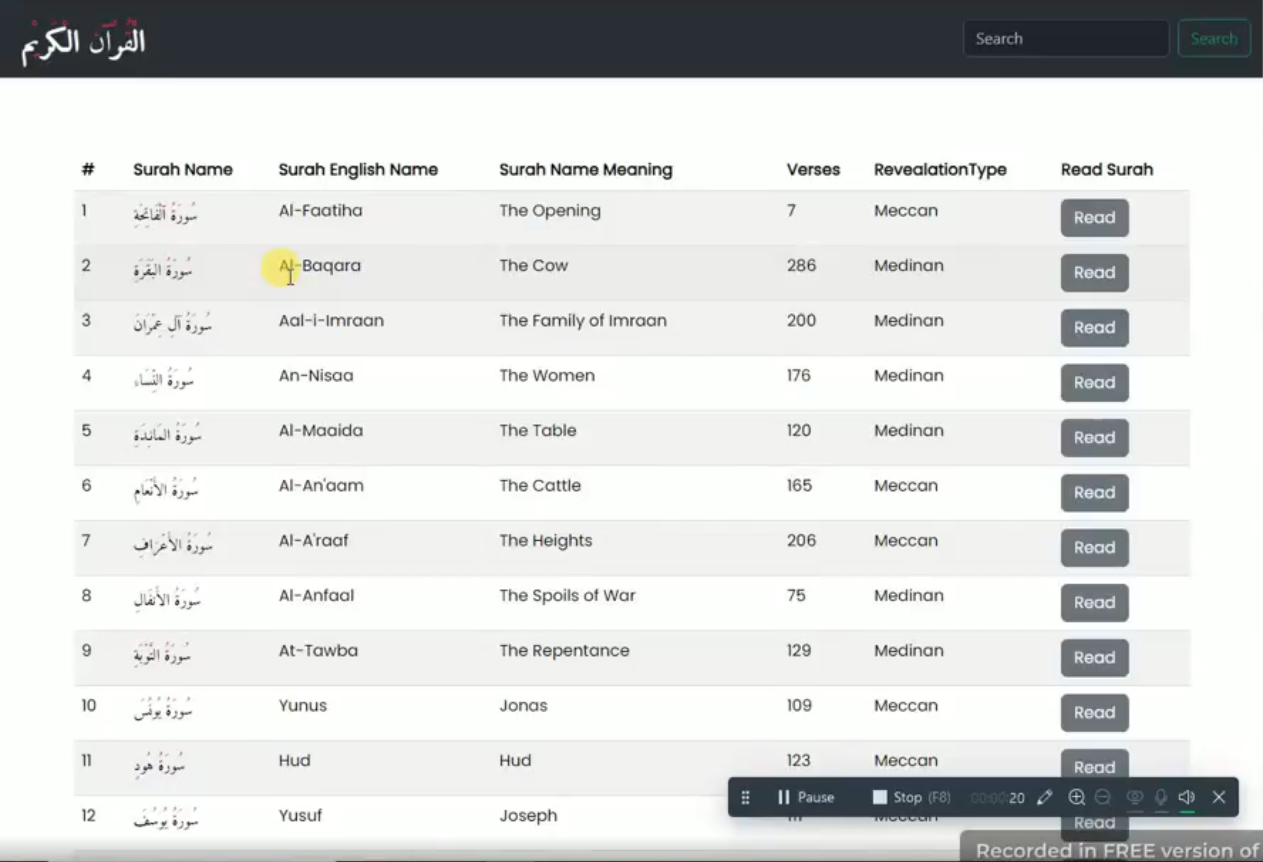 القرآن الكريم Search Search
# Surah Name Surah English Name Surah Name Meaning Verses RevealationType Read Surah
1 سُورَةُ ٱلْفَاتِحَةِ Al-Faatiha The Opening 7 Meccan Read
2 سُورَةُ البَقَرَةِ Al-Baqara The Cow 286 Medinan Read
3 سُورَةُ آلِ عِمۡرَانَ Aal-i-Imraan The Family of Imraan 200 Medinan Read
4 سُورَةُ النِّسَاءِ An-Nisaa The Women 176 Medinan Read
5 سُورَةُ المَائـِدَةِ Al-Maaida The Table 120 Medinan Read
6 سُورَةُ الأَنۡعَامِ Al-An'aam The Cattle 165 Meccan Read
7 سُورَةُ الأَعۡرَافِ Al-A'raaf The Heights 206 Meccan Read
8 سُورَةُ الأَنفَالِ Al-Anfaal The Spoils of War 75 Medinan Read
9 سُورَةُ التَّوۡبَةِ At-Tawba The Repentance 129 Medinan Read
10 سُورَةُ يُونُسَ Yunus Jonas 109 Meccan Read
11 سُورَةُ هُودٍ Hud Hud 123 Meccan Read
Pause Stop (F8) 00:00:20
12 سُورَةُ يُوسُفَ Yusuf Joseph Meccan Read
Recorded in FREE version of